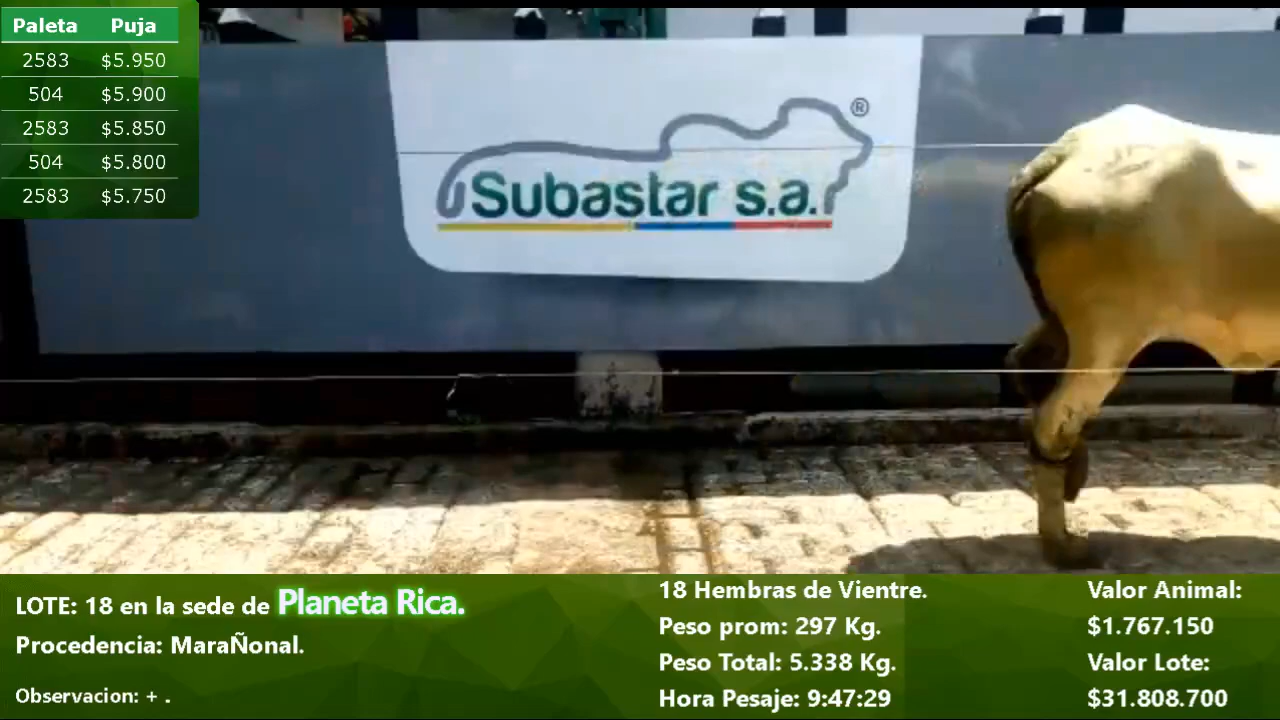 Paleta Puja
2583 $5.950
504 $5.900
2583 $5.850
504 $5.800
2583 $5.750
®
Subastar s.a.
LOTE: 18 en la sede de Planeta Rica.
Procedencia: MaraÑonal.
Observacion: + .
18 Hembras de Vientre.
Peso prom: 297 Kg.
Peso Total: 5.338 Kg.
Hora Pesaje: 9:47:29
Valor Animal:
$1.767.150
Valor Lote:
$31.808.700